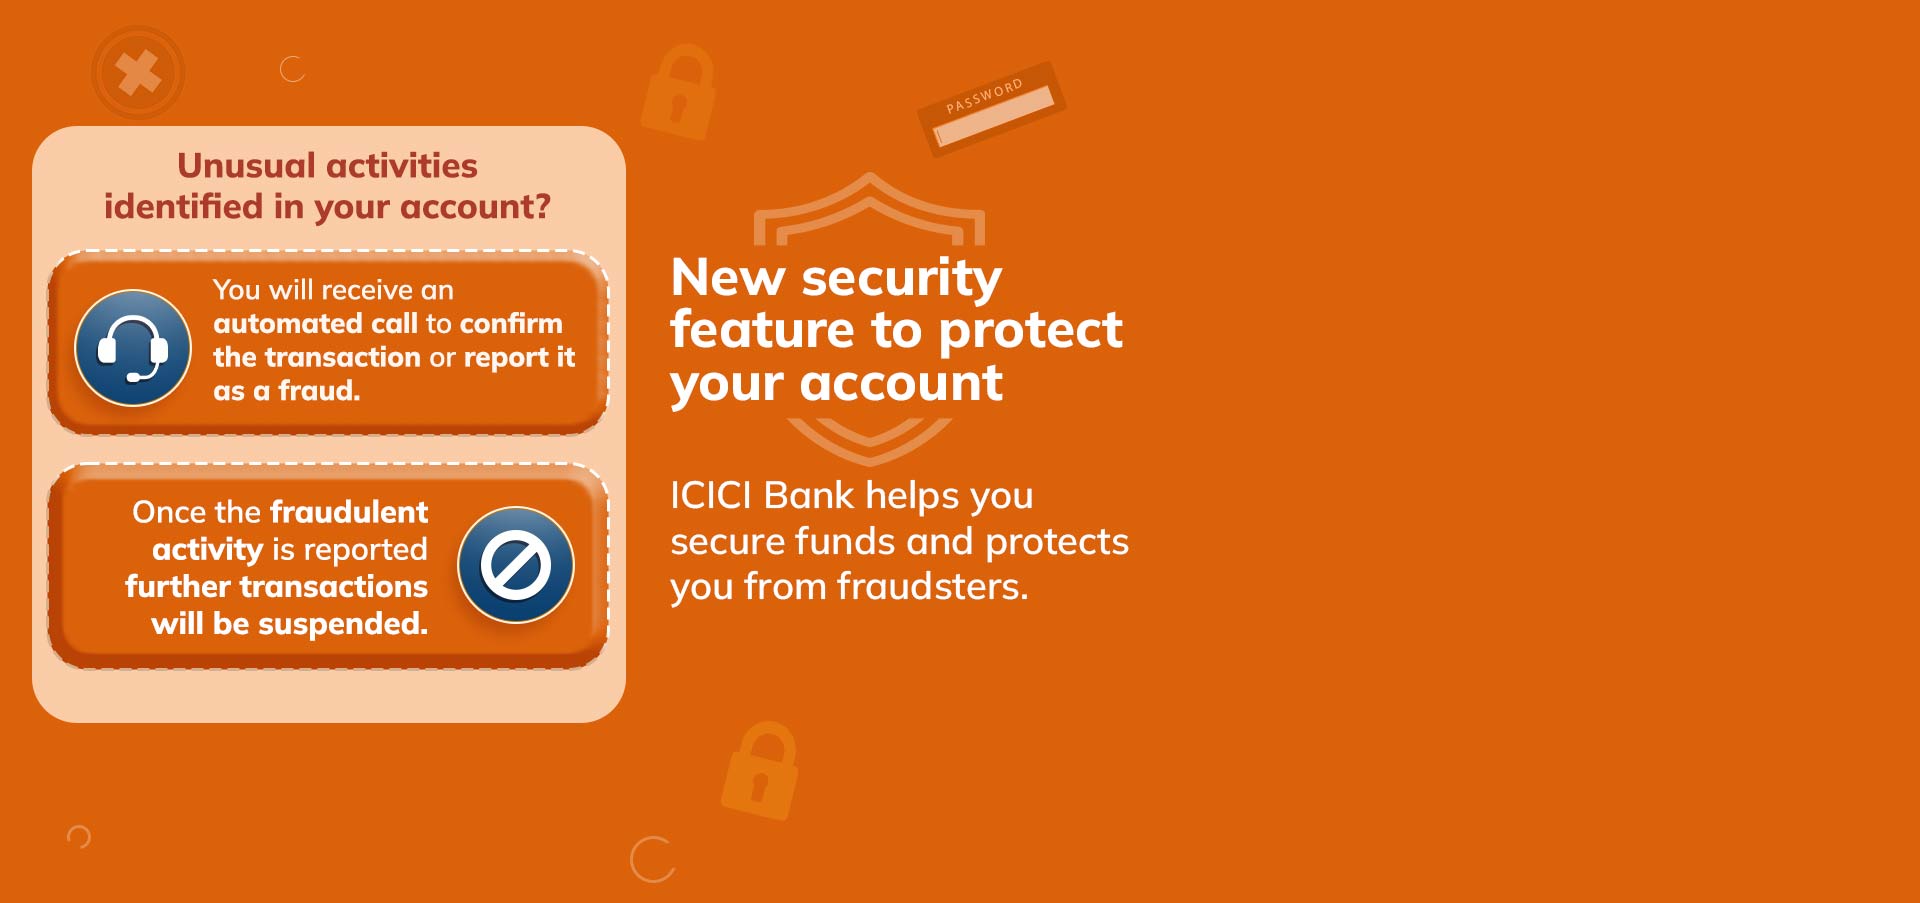 PASSWORD
Unusual activities
identified in your account?
You will receive an
automated call to confirm
the transaction or report it
as a fraud.
Once the fraudulent
activity is reported
further transactions
will be suspended.
New security
feature to protect
your account
ICICI Bank helps you
secure funds and protects
you from fraudsters.